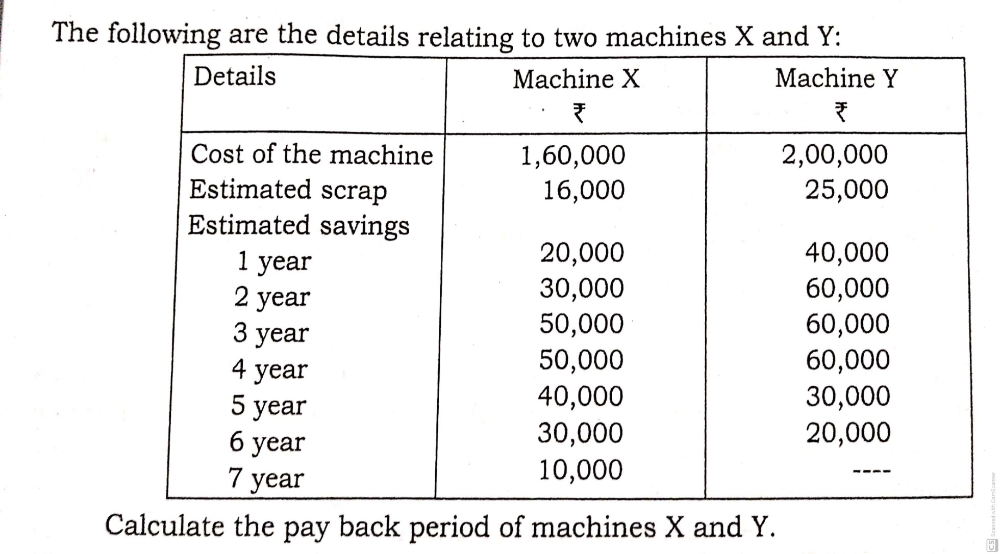 The following are the details relating to two machines X and Y:
Details Machine X Machine Y
₹ ₹
Cost of the machine 1,60,000 2,00,000
Estimated scrap 16,000 25,000
Estimated savings
1 year 20,000 40,000
2 year 30,000 60,000
3 year 50,000 60,000
4 year 50,000 60,000
5 year 40,000 30,000
6 year 30,000 20,000
7 year 10,000 ----
Calculate the pay back period of machines X and Y.
CS Scanned with CamScanner